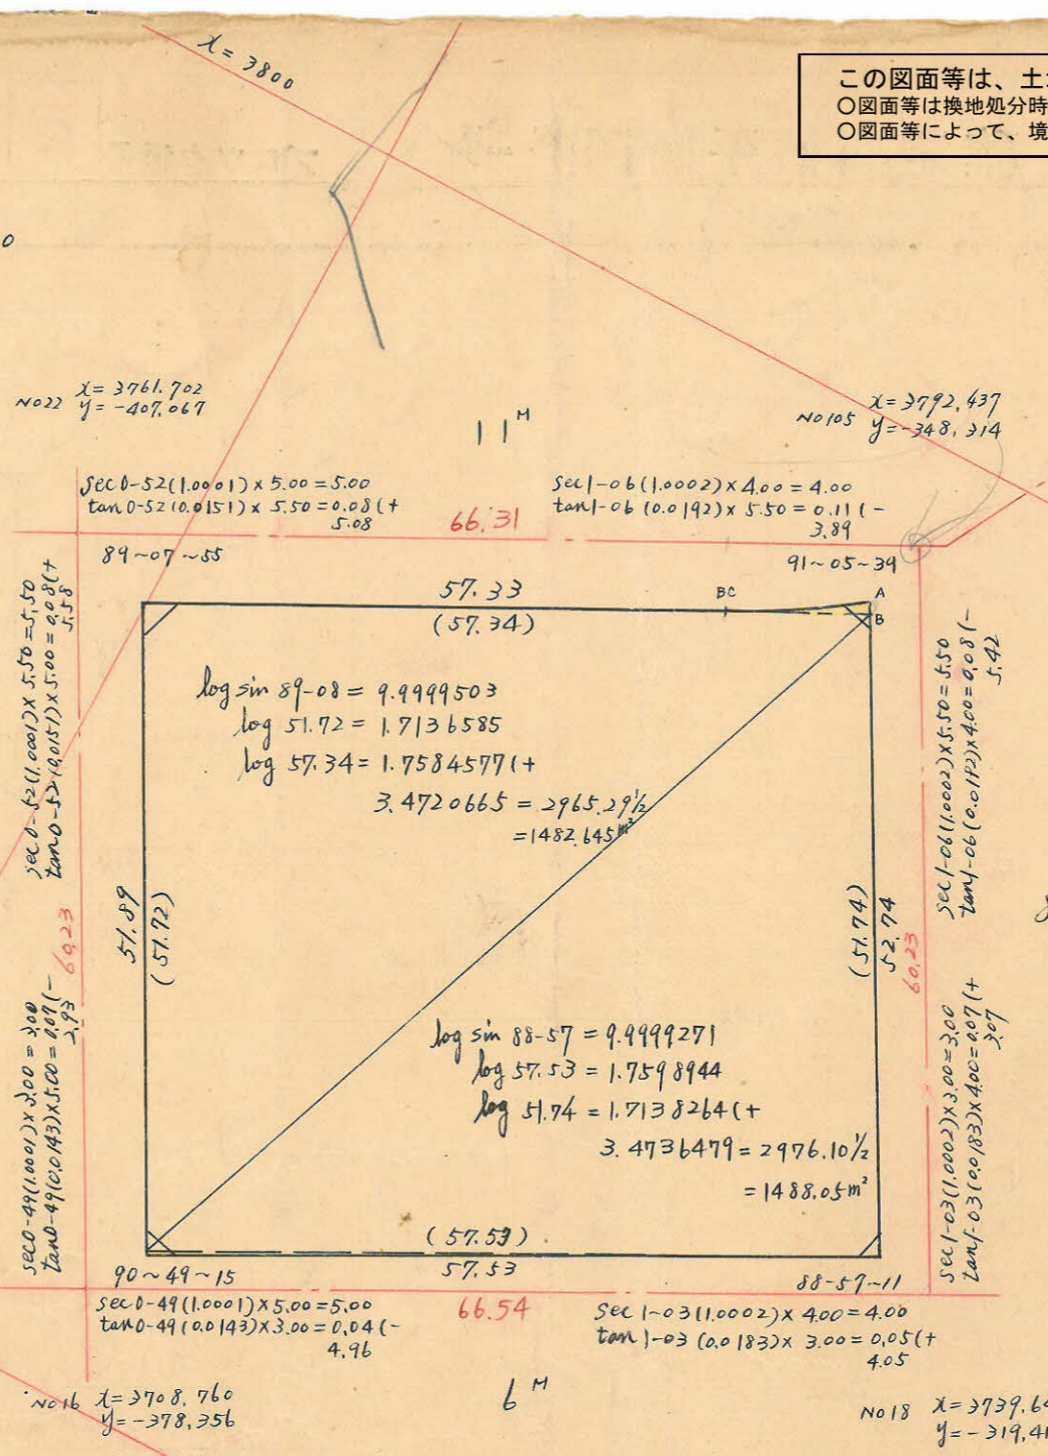 x = 3800
この図面等は、土
○図面等は換地処分時
○図面等によって、境
0
NO22 x = 3761.702
y = -407.067
11 M
NO105 x = 3792,437
y = -348,314
sec 0-52(1.0001) × 5.00 = 5.00
tan 0-52(0.0151) × 5.50 = 0.08(+
5.08
66.31
sec 1-06(1.0002) × 4.00 = 4.00
tan 1-06(0.0192) × 5.50 = 0.11(-
3.89
89~07~55
91~05~39
57.33
(57.34)
BC
A
B
sec 0-52(1.0001) × 5.50 = 5.50
tan 0-52(0.0151) × 5.00 = 0.08(+
5.58
sec 1-06(1.0002) × 5.50 = 5.50
tan 1-06(0.0192) × 4.00 = 0.08(-
5.42
log sin 89-08 = 9.9999503
log 51.72 = 1.7136585
log 57.34 = 1.7584577(+
3.4720665 = 2965.29 1/2
= 1482.645 m²
51.89
(51.72)
60.23
(51.74)
52.74
60.23
log sin 88-57 = 9.9999271
log 57.53 = 1.7598944
log 51.74 = 1.7138264(+
3.4736479 = 2976.10 1/2
= 1488.05 m²
sec 0-49(1.0001) × 3.00 = 3.00
tan 0-49(0.0143) × 5.00 = 0.07(-
2.93
sec 1-03(1.0002) × 3.00 = 3.00
tan 1-03(0.0183) × 4.00 = 0.07(+
3.07
(57.53)
57.53
90~49~15
88-57~11
sec 0-49(1.0001) × 5.00 = 5.00
tan 0-49(0.0143) × 3.00 = 0.04(-
4.96
66.54
sec 1-03(1.0002) × 4.00 = 4.00
tan 1-03(0.0183) × 3.00 = 0.05(+
4.05
6 M
NO16 x = 3708.760
y = -378,356
NO18 x = 3739.64
y = -319,41